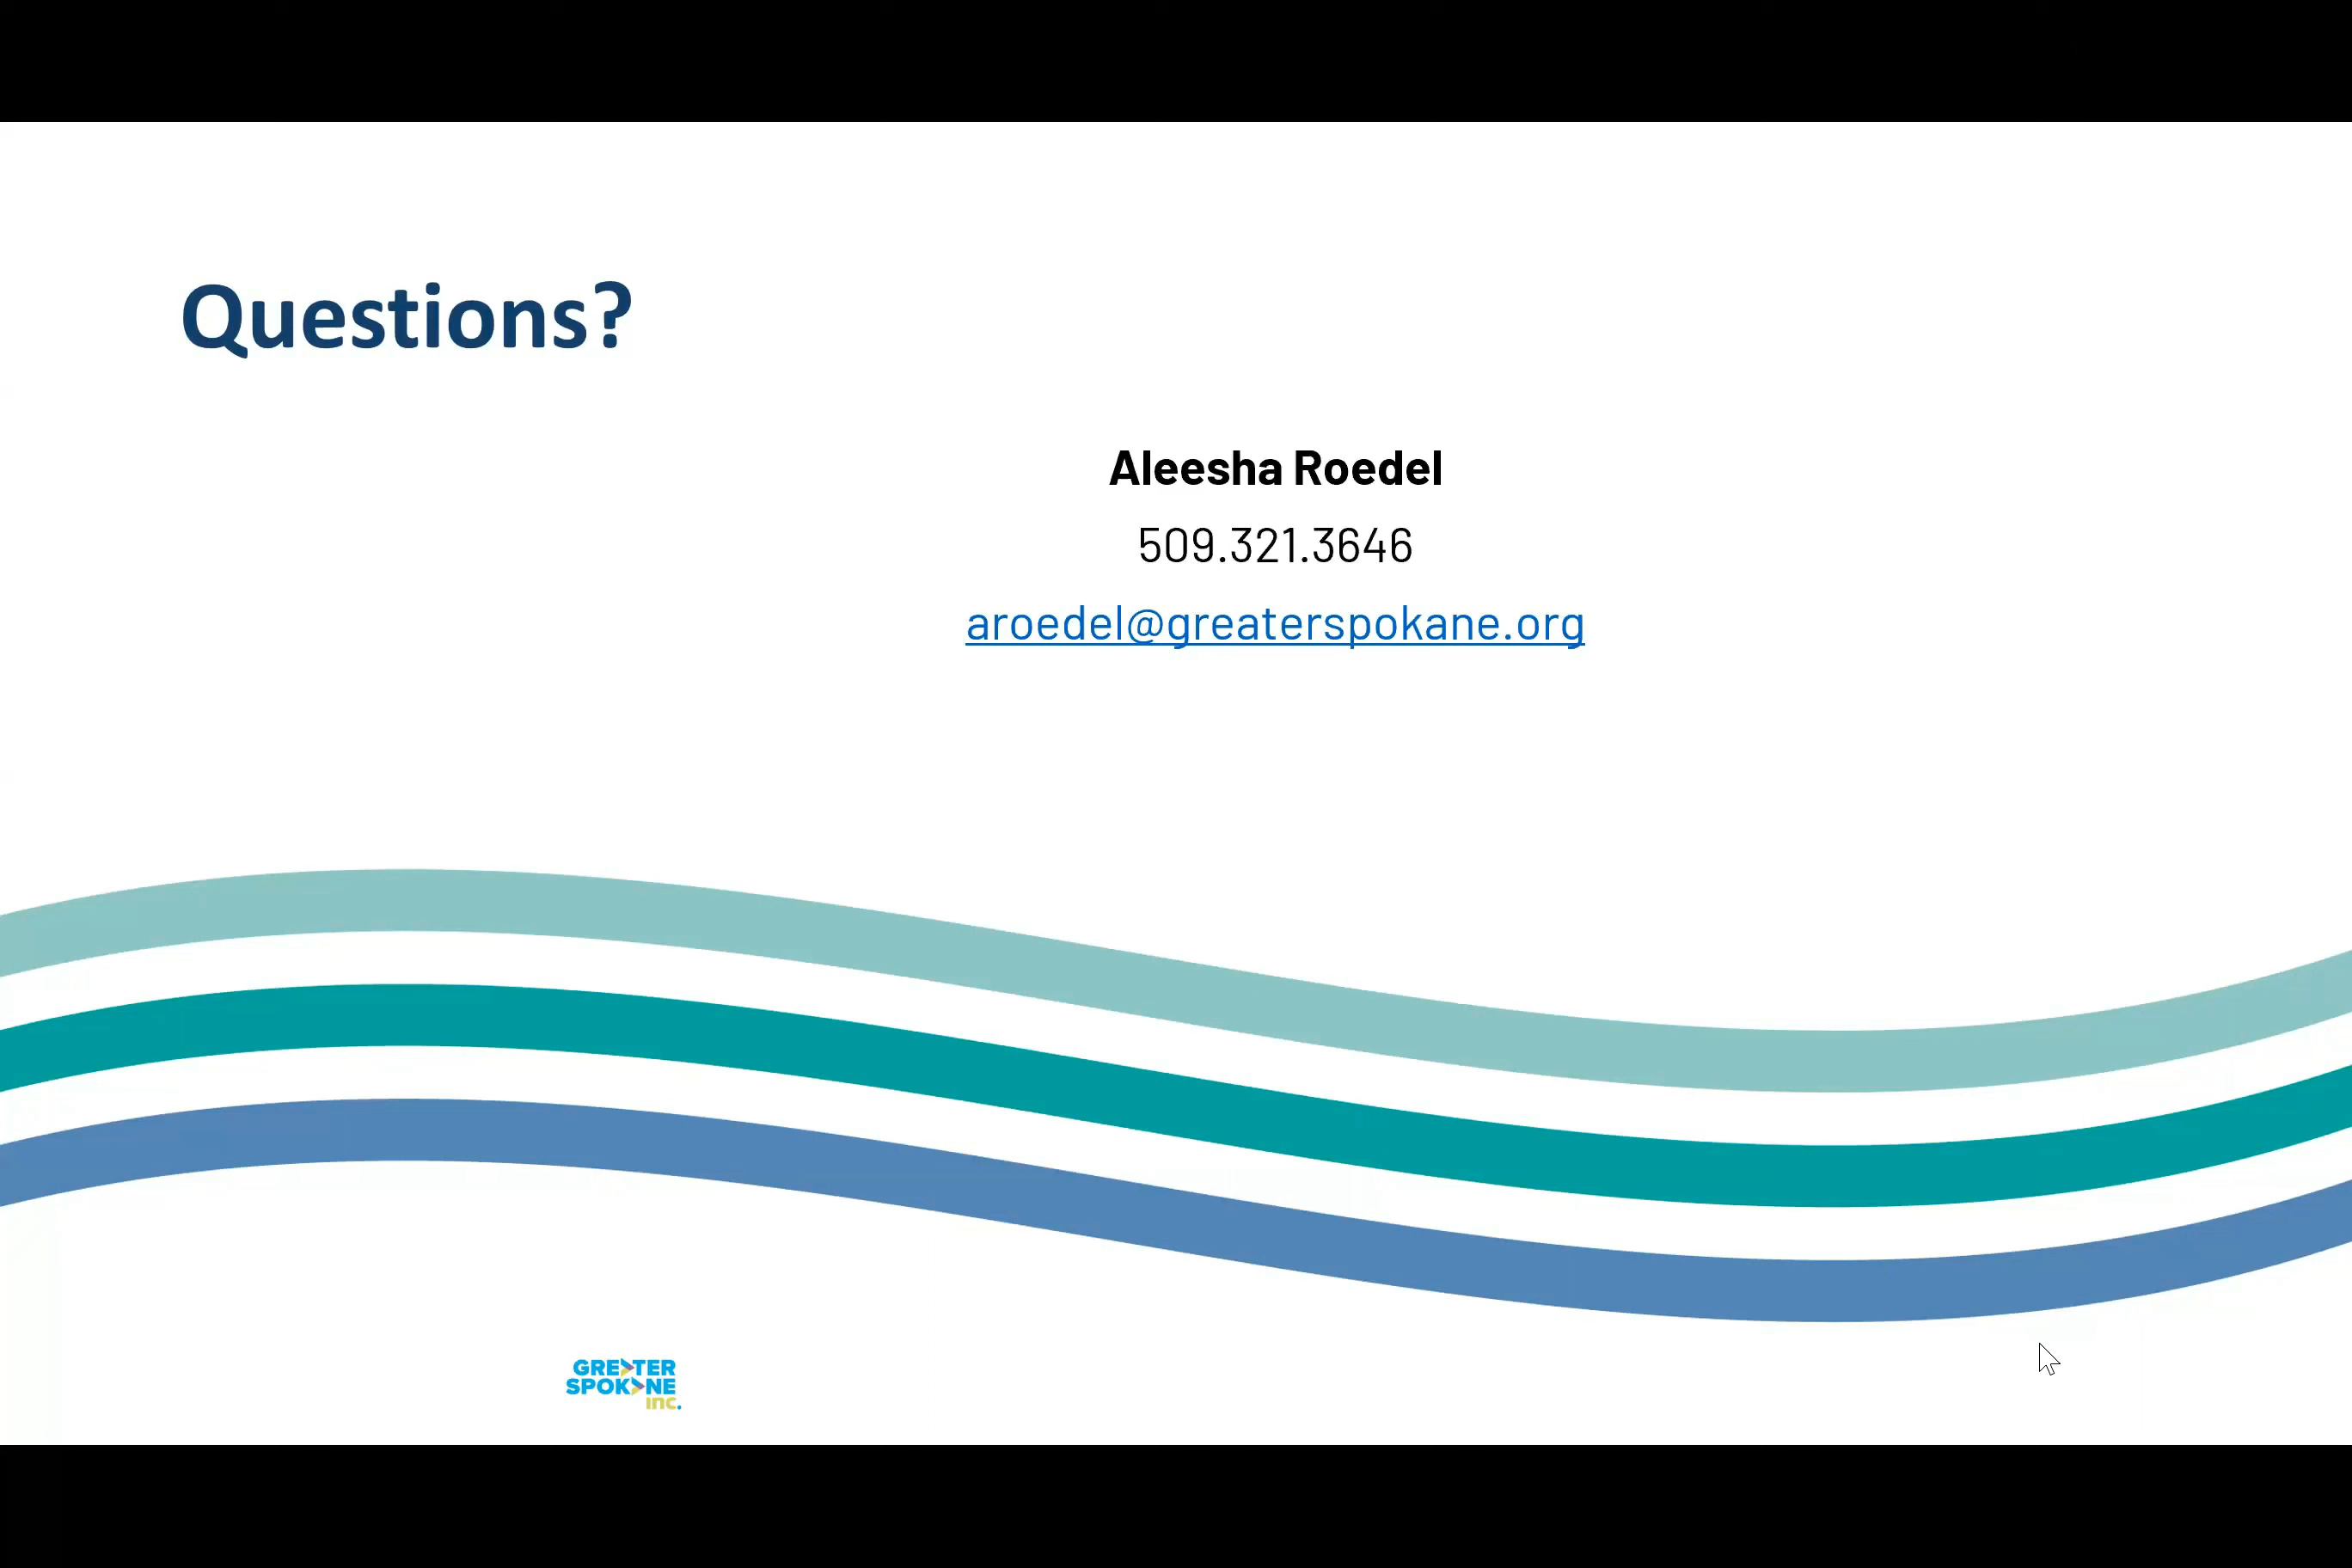 Questions?
Aleesha Roedel
509.321.3646
aroedel@greaterspokane.org
GREATER
SPOKANE
inc.